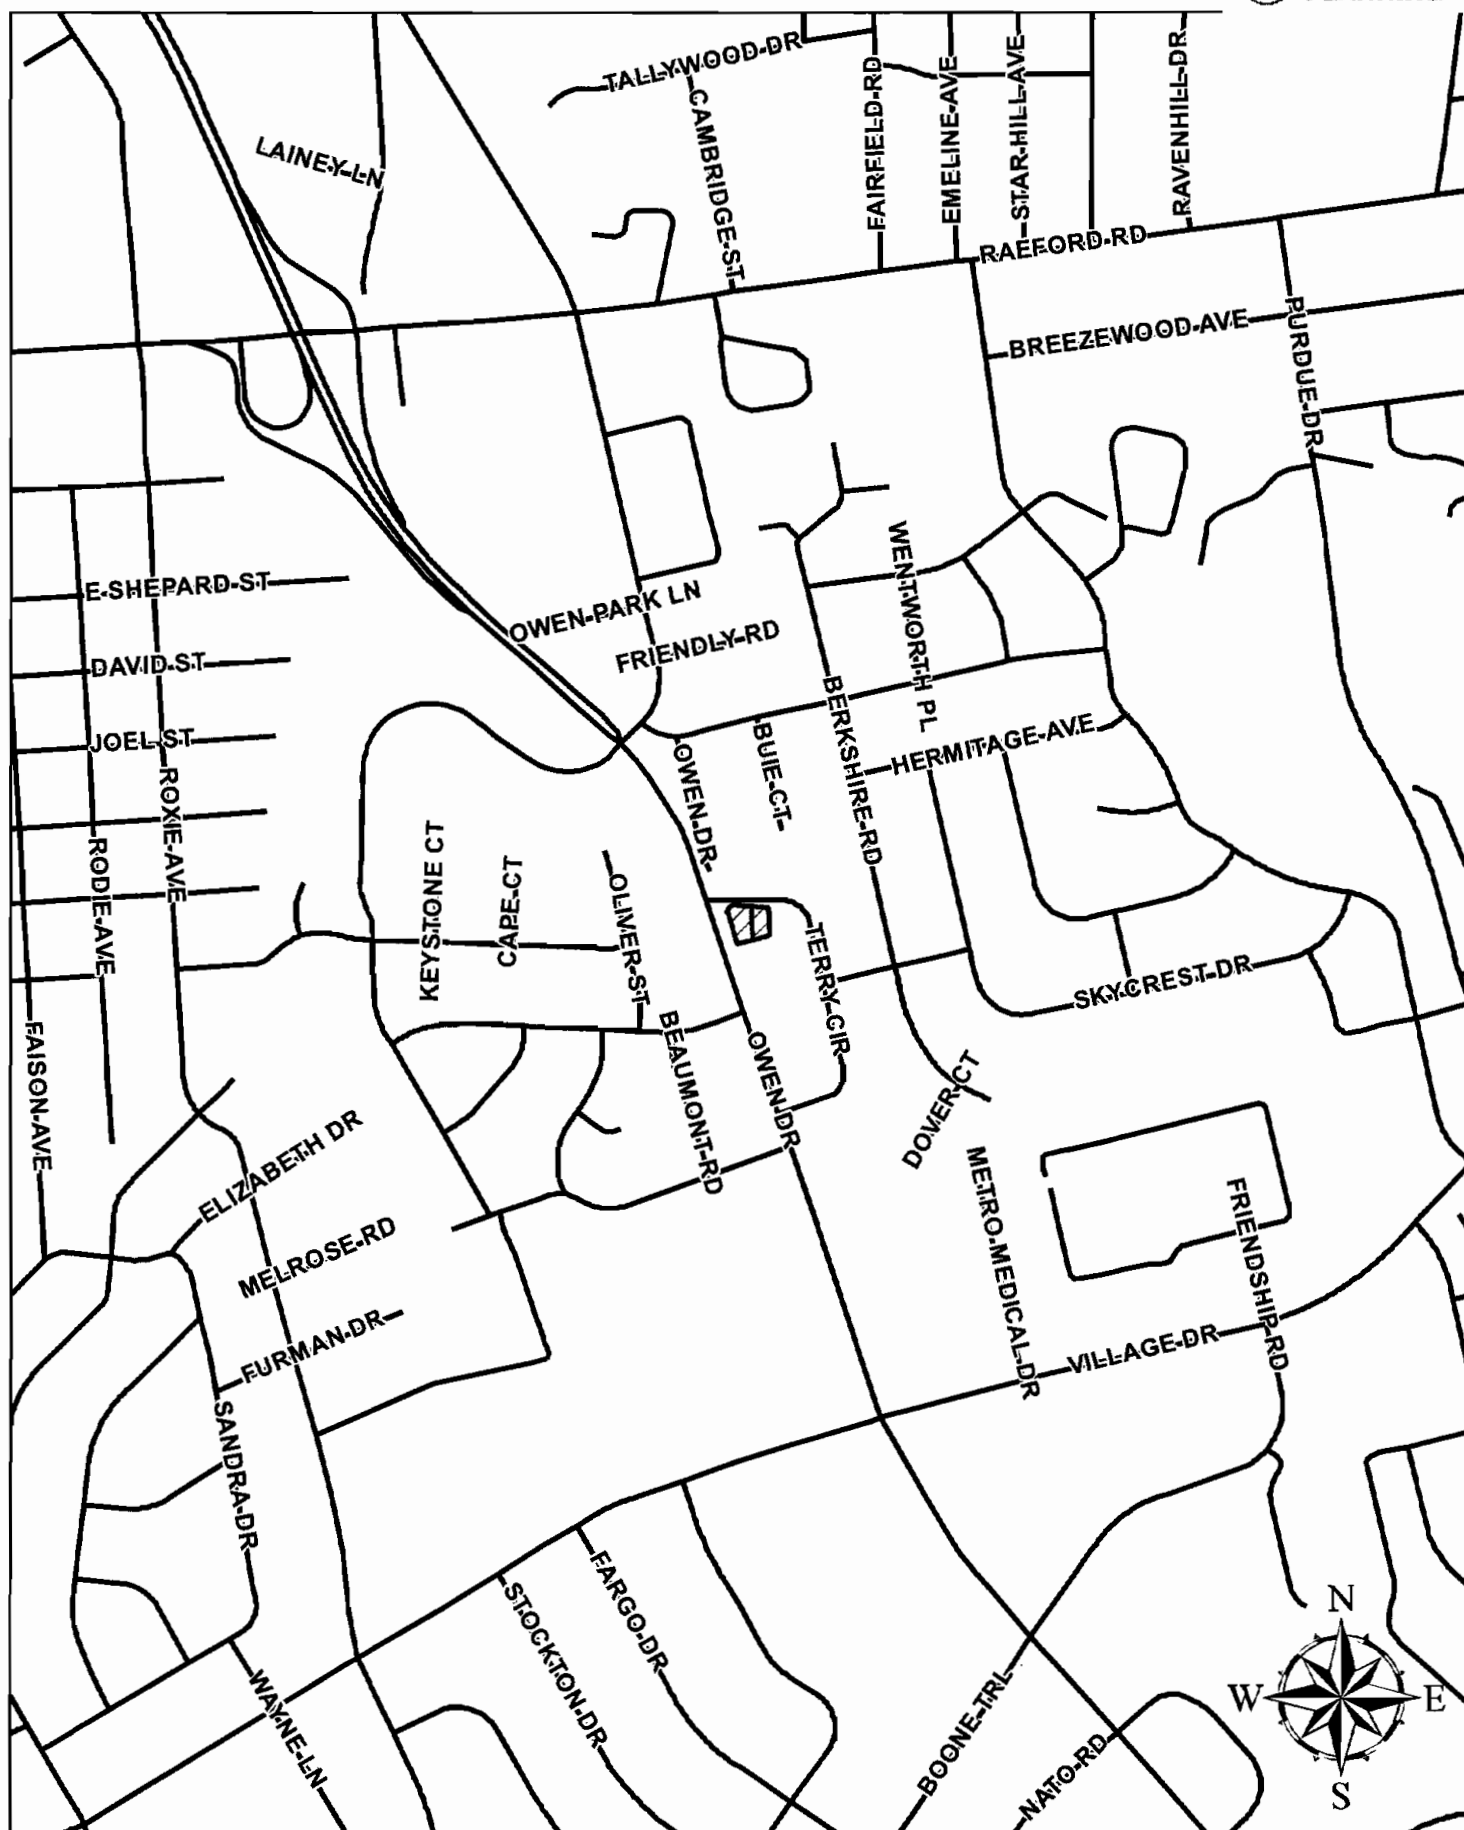 TALLYWOOD DR
CAMBRIDGE ST
FAIRFIELD RD
EMELINE AVE
STAR HILL AVE
RAVENHILL DR
LAINEY LN
RAEFORD RD
BREEZEWOOD AVE
PURDUE DR
E SHEPARD ST
OWEN PARK LN
WENTWORTH PL
FRIENDLY RD
DAVID ST
JOEL ST
ROXIE AVE
RODIE AVE
FAISON AVE
OWEN DR
BUIE CT
BERKSHIRE RD
HERMITAGE AVE
KEYSTONE CT
CAPE CT
OLIVER ST
TERRY CIR
SKYCREST DR
BEAUMONT RD
OWEN DR
DOVER CT
ELIZABETH DR
MELROSE RD
FURMAN DR
METRO MEDICAL DR
FRIENDSHIP RD
VILLAGE DR
SANDRA DR
WAYNE LN
STOCKTON DR
FARGO DR
BOONE TRL
NATO RD
N
W
E
S